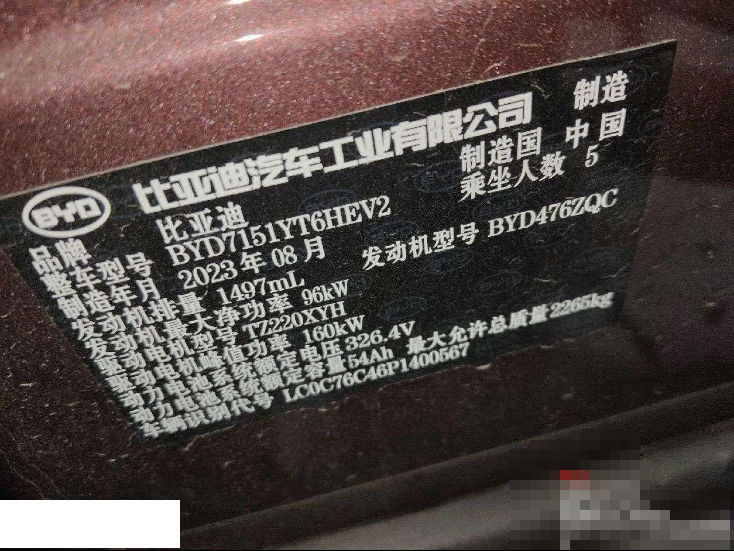 BYD 比亚迪汽车工业有限公司 制造
品牌 比亚迪 制造国 中国
整车型号 BYD7151YT6HEV2 乘坐人数 5
制造年月 2023年08月
发动机排量 1497mL 发动机型号 BYD476ZQC
发动机最大净功率 96kW
驱动电机型号 TZ220XYH
驱动电机峰值功率 160kW
动力电池系统额定电压 326.4V
动力电池系统额定容量 54Ah 最大允许总质量 2265kg
车辆识别代号 LC0C76C46P1400567